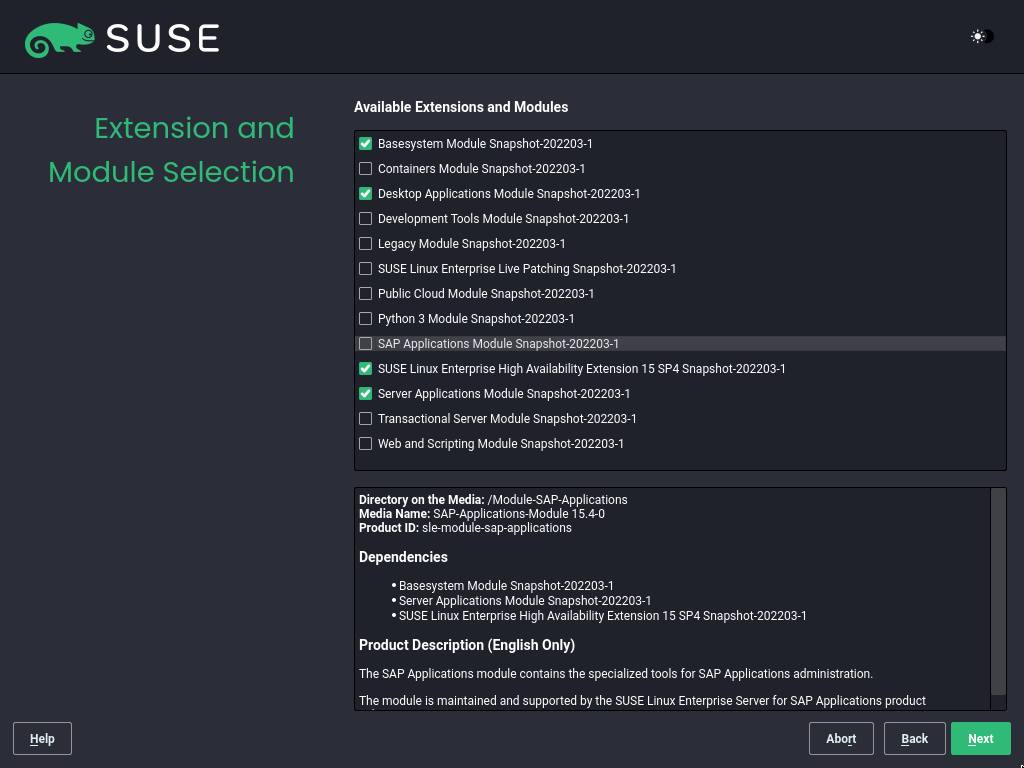 SUSE
Extension and
Module Selection
Available Extensions and Modules
Basesystem Module Snapshot-202203-1
Containers Module Snapshot-202203-1
Desktop Applications Module Snapshot-202203-1
Development Tools Module Snapshot-202203-1
Legacy Module Snapshot-202203-1
SUSE Linux Enterprise Live Patching Snapshot-202203-1
Public Cloud Module Snapshot-202203-1
Python 3 Module Snapshot-202203-1
SAP Applications Module Snapshot-202203-1
SUSE Linux Enterprise High Availability Extension 15 SP4 Snapshot-202203-1
Server Applications Module Snapshot-202203-1
Transactional Server Module Snapshot-202203-1
Web and Scripting Module Snapshot-202203-1
Directory on the Media: /Module-SAP-Applications
Media Name: SAP-Applications-Module 15.4-0
Product ID: sle-module-sap-applications
Dependencies
• Basesystem Module Snapshot-202203-1
• Server Applications Module Snapshot-202203-1
• SUSE Linux Enterprise High Availability Extension 15 SP4 Snapshot-202203-1
Product Description (English Only)
The SAP Applications module contains the specialized tools for SAP Applications administration.
The module is maintained and supported by the SUSE Linux Enterprise Server for SAP Applications product
Help
Abort
Back
Next